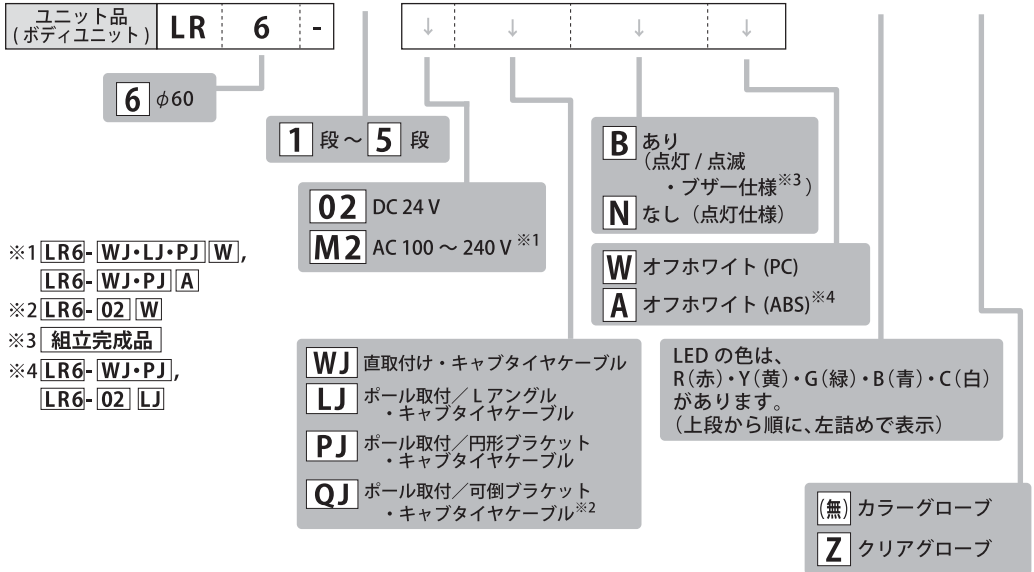 ユニット品
(ボディユニット)
LR 6 - ↓ ↓ ↓ ↓
6 φ60
1 段 ～ 5 段
02 DC 24 V
M2 AC 100 ～ 240 V ※1
B あり
(点灯 / 点滅
・ブザー仕様※3)
N なし（点灯仕様）
W オフホワイト (PC)
A オフホワイト (ABS)※4
※1 LR6- WJ・LJ・PJ W,
LR6- WJ・PJ A
※2 LR6- 02 W
※3 組立完成品
※4 LR6- WJ・PJ,
LR6- 02 LJ
WJ 直取付け・キャブタイヤケーブル
LJ ポール取付／Lアングル
・キャブタイヤケーブル
PJ ポール取付／円形ブラケット
・キャブタイヤケーブル
QJ ポール取付／可倒ブラケット
・キャブタイヤケーブル※2
LED の色は、
R(赤)・Y(黄)・G(緑)・B(青)・C(白)
があります。
(上段から順に、左詰めで表示)
(無) カラーグローブ
Z クリアグローブ